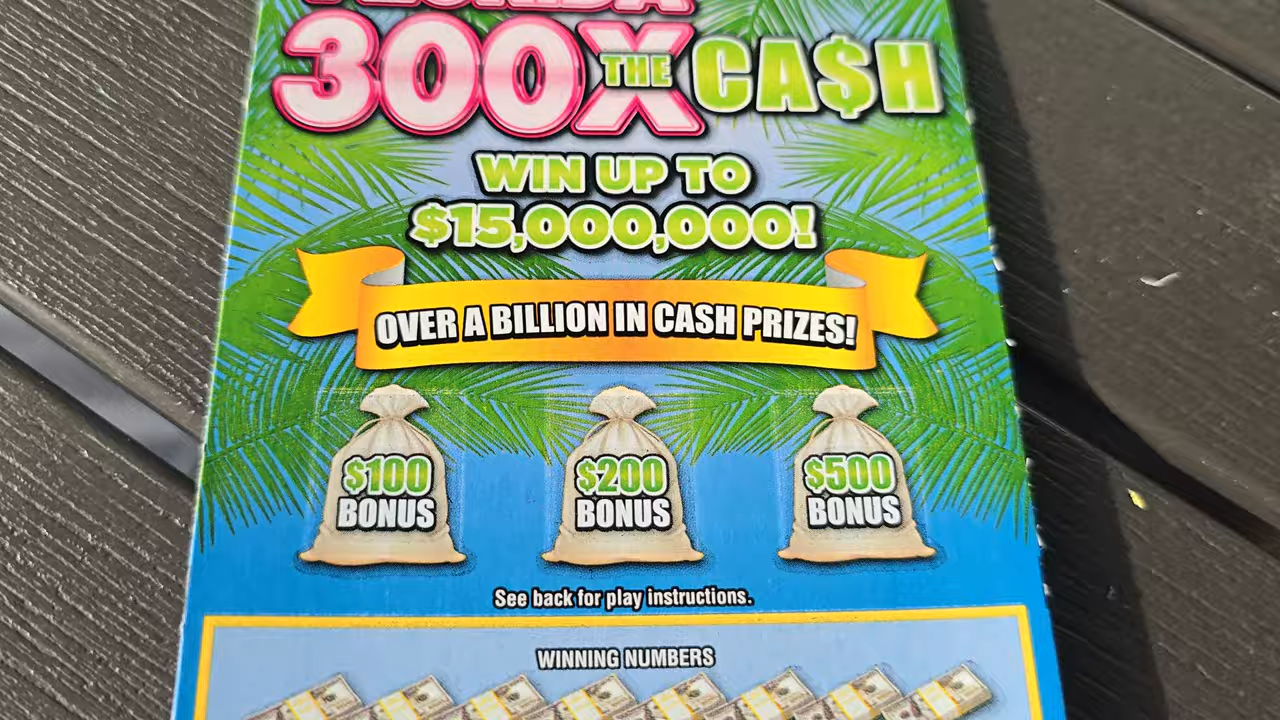 FLORIDA
300X THE CA$H
WIN UP TO
$15,000,000!
OVER A BILLION IN CASH PRIZES!
$100
BONUS
$200
BONUS
$500
BONUS
See back for play instructions.
WINNING NUMBERS